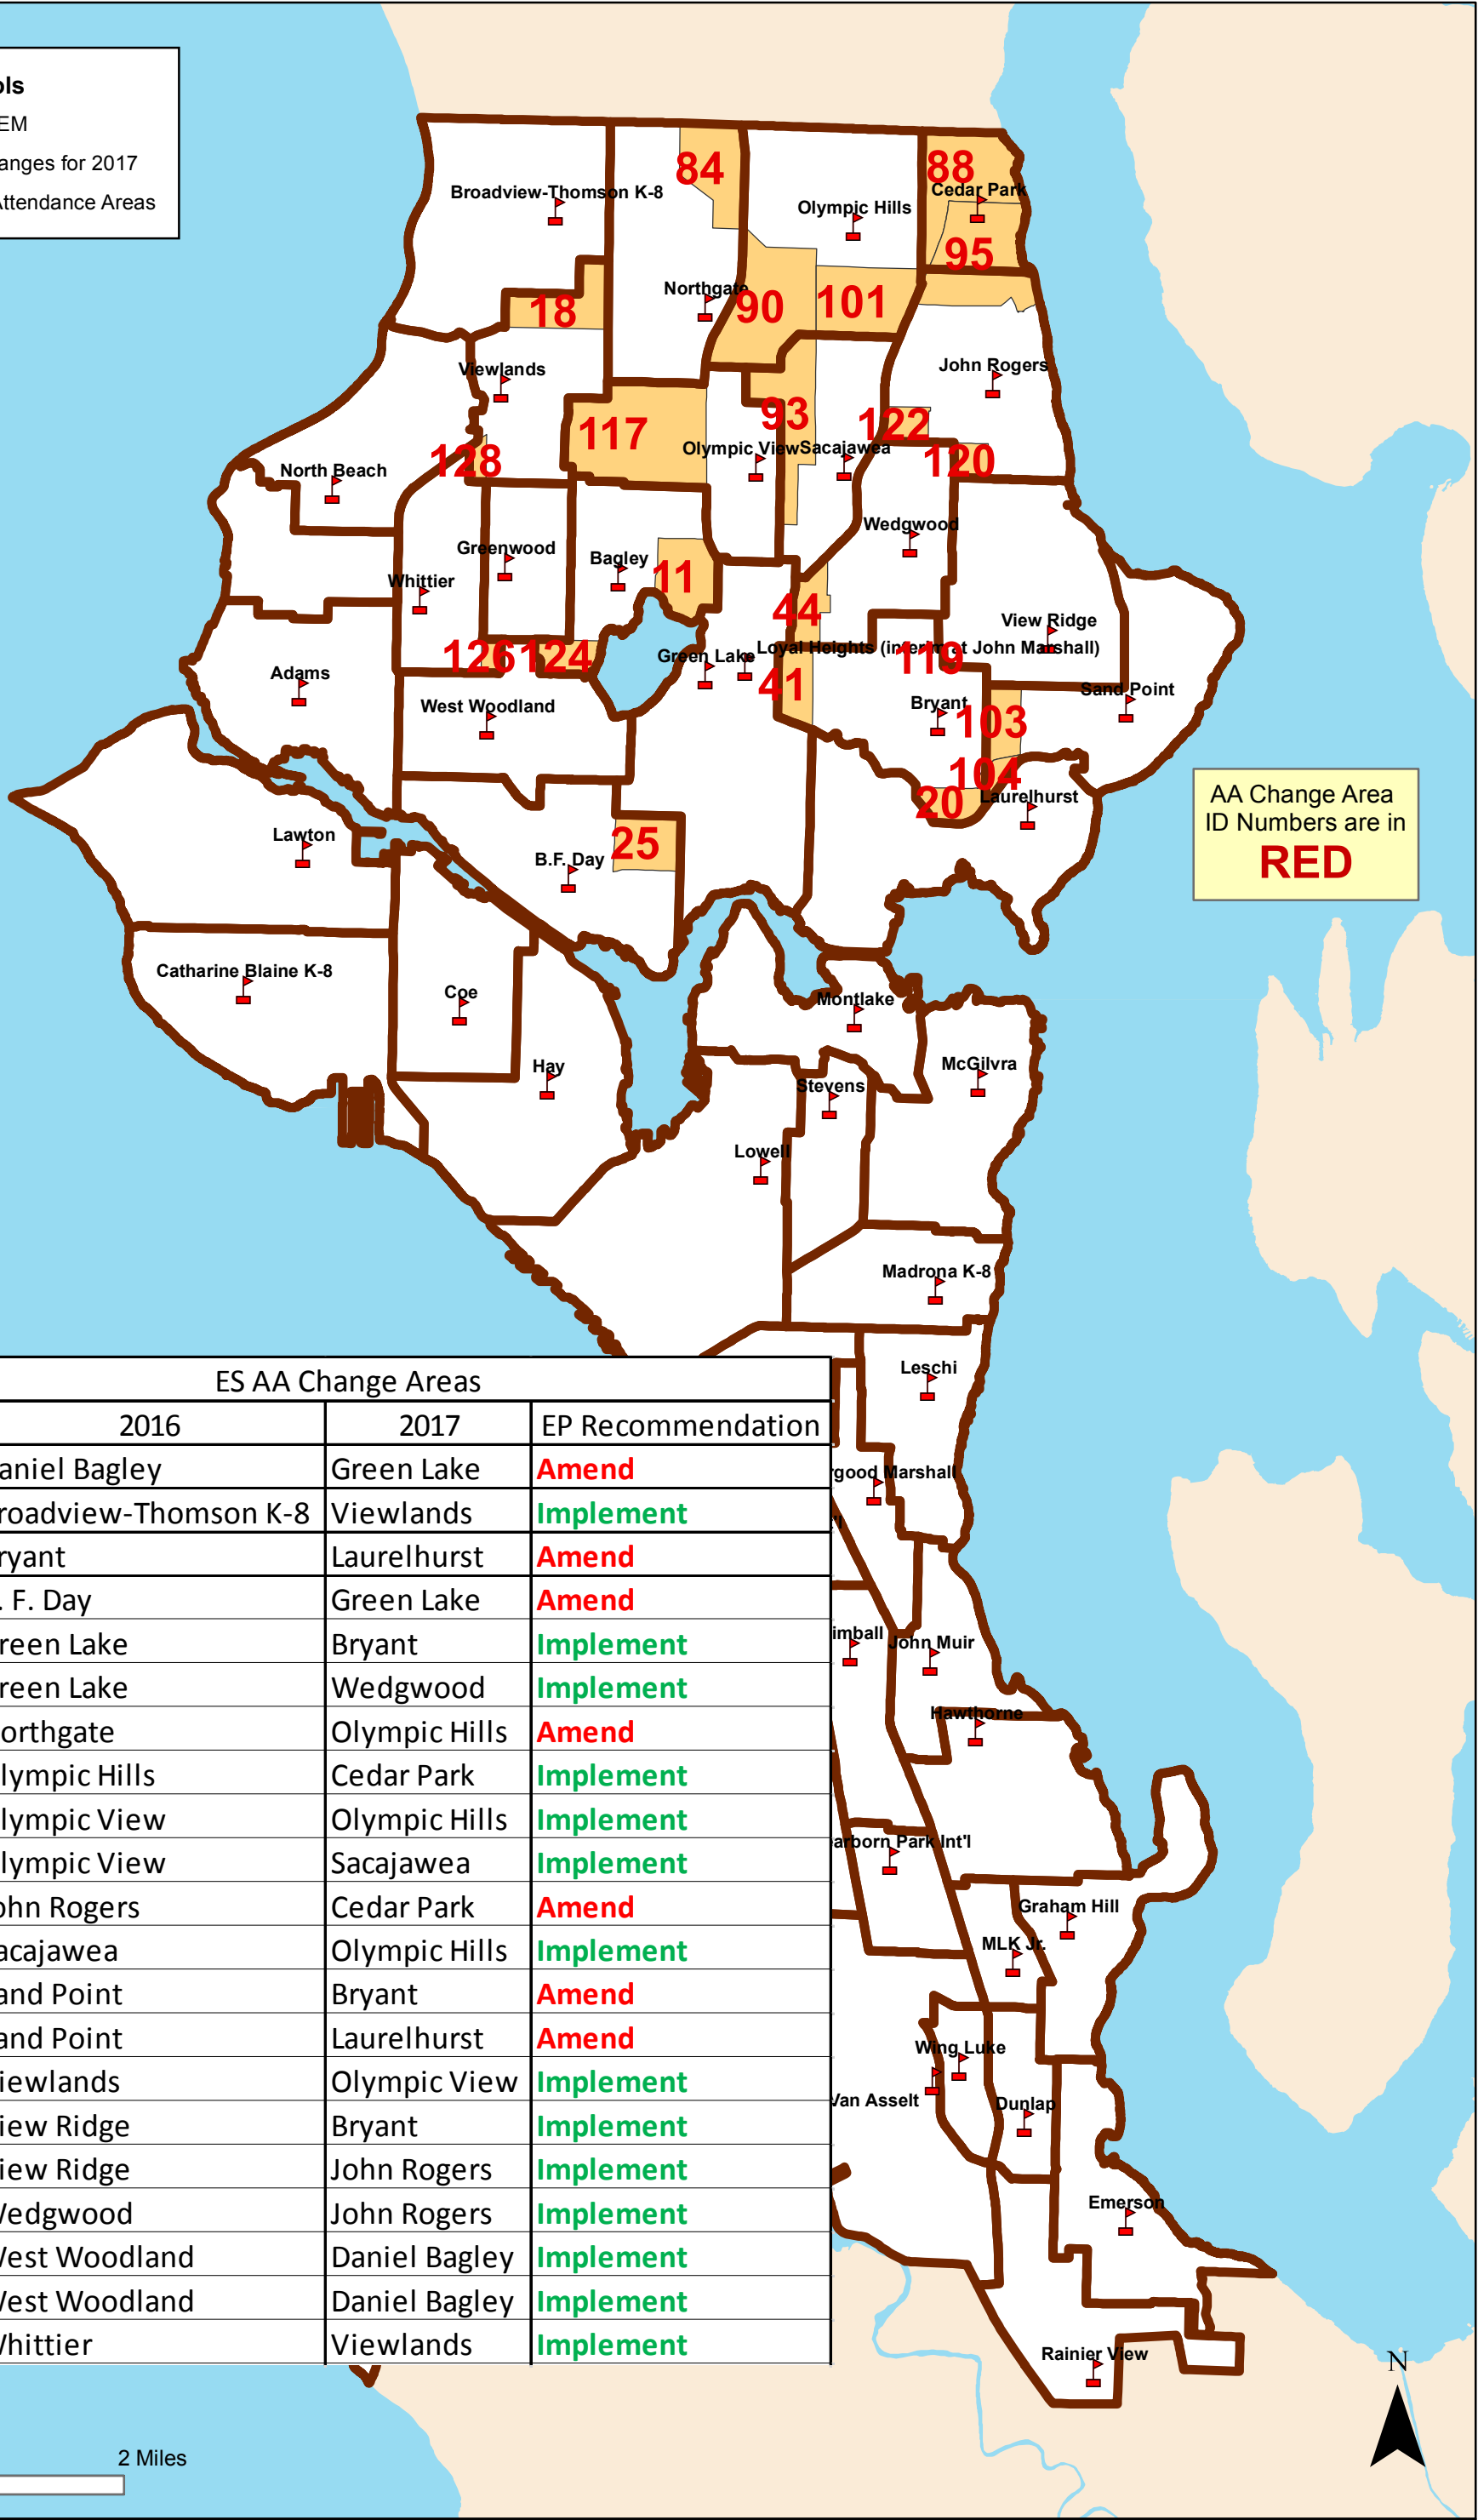 ols
EM
anges for 2017
Attendance Areas
84
88
Cedar Park
Broadview-Thomson K-8
Olympic Hills
95
18
Northgate
90
101
Viewlands
John Rogers
117
93
122
128
Olympic View
Sacajawea
120
North Beach
Wedgwood
Greenwood
Bagley
11
Whittier
44
View Ridge
126
124
Green Lake
Loyal Heights (interim at John Marshall)
119
Adams
41
Sand Point
West Woodland
Bryant
103
104
20
Laurelhurst
AA Change Area
ID Numbers are in
RED
Lawton
B.F. Day
25
Catharine Blaine K-8
Coe
Montlake
Hay
McGilvra
Stevens
Lowell
Madrona K-8
Leschi
rgood Marshall
imball
John Muir
Hawthorne
arborn Park Int'l
Graham Hill
MLK Jr.
Wing Luke
Van Asselt
Dunlap
Emerson
Rainier View
ES AA Change Areas
2016 2017 EP Recommendation
aniel Bagley Green Lake Amend
roadview-Thomson K-8 Viewlands Implement
ryant Laurelhurst Amend
. F. Day Green Lake Amend
reen Lake Bryant Implement
reen Lake Wedgwood Implement
orthgate Olympic Hills Amend
lympic Hills Cedar Park Implement
lympic View Olympic Hills Implement
lympic View Sacajawea Implement
ohn Rogers Cedar Park Amend
acajawea Olympic Hills Implement
and Point Bryant Amend
and Point Laurelhurst Amend
iewlands Olympic View Implement
iew Ridge Bryant Implement
iew Ridge John Rogers Implement
Wedgwood John Rogers Implement
West Woodland Daniel Bagley Implement
West Woodland Daniel Bagley Implement
Whittier Viewlands Implement
N
2 Miles